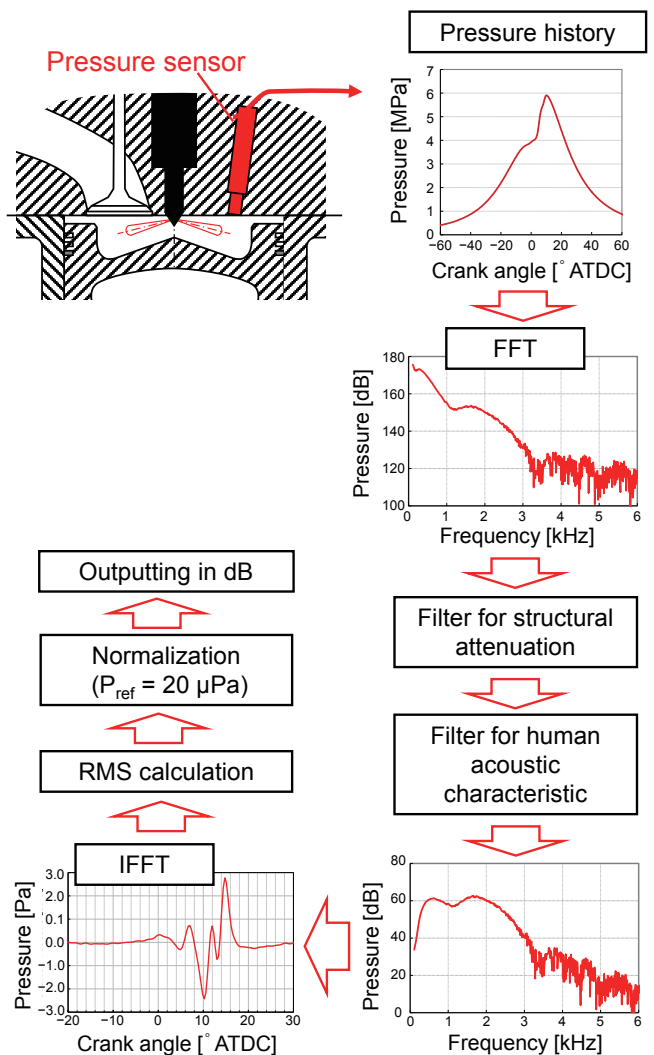 Pressure sensor
Pressure history
Pressure [MPa]
7
6
5
4
3
2
1
0
−60 −40 −20 0 20 40 60
Crank angle [° ATDC]
FFT
Pressure [dB]
180
160
140
120
100
0 1 2 3 4 5 6
Frequency [kHz]
Filter for structural
attenuation
Filter for human
acoustic
characteristic
Pressure [dB]
80
60
40
20
0
0 1 2 3 4 5 6
Frequency [kHz]
IFFT
Pressure [Pa]
3.0
2.0
0.1
0.0
−1.0
−2.0
−3.0
−20 −10 0 10 20 30
Crank angle [° ATDC]
RMS calculation
Normalization
(Pref = 20 μPa)
Outputting in dB